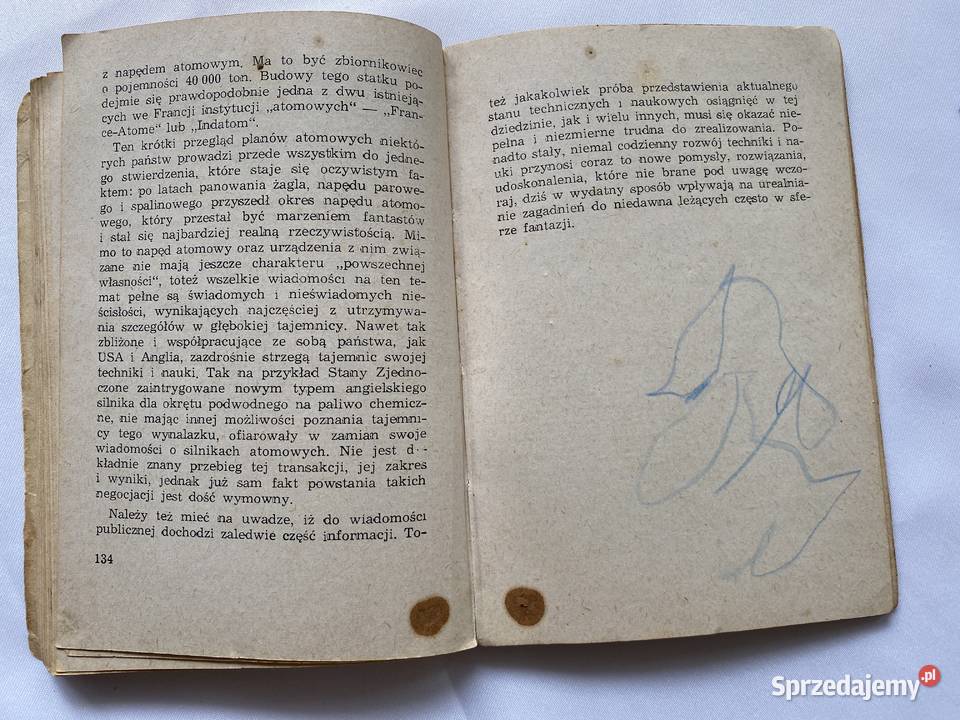 z napędem atomowym. Ma to być zbiornikowiec
o pojemności 40 000 ton. Budowy tego statku po-
dejmie się prawdopodobnie jedna z dwu istnieją-
cych we Francji instytucji „atomowych“ — „Fran-
ce-Atome“ lub „Indatom“.
Ten krótki przegląd planów atomowych niektó-
rych państw prowadzi przede wszystkim do jedne-
go stwierdzenia, które staje się oczywistym fa-
ktem: po latach panowania żagla, napędu parowe-
go i spalinowego przyszedł okres napędu atomo-
wego, który przestał być marzeniem fantastów
i stał się najbardziej realną rzeczywistością. Mi-
mo to napęd atomowy oraz urządzenia z nim zwią-
zane nie mają jeszcze charakteru „powszechnej
własności“, toteż wszelkie wiadomości na ten te-
mat pełne są świadomych i nieświadomych nie-
ścisłości, wynikających najczęściej z utrzymywa-
nia szczegółów w głębokiej tajemnicy. Nawet tak
zbliżone i współpracujące ze sobą państwa, jak
USA i Anglia, zazdrośnie strzegą tajemnic swojej
techniki i nauki. Tak na przykład Stany Zjedno-
czone zaintrygowane nowym typem angielskiego
silnika dla okrętu podwodnego na paliwo chemicz-
ne, nie mając innej możliwości poznania tajemni-
cy tego wynalazku, ofiarowały w zamian swoje
wiadomości o silnikach atomowych. Nie jest d-
kładnie znany przebieg tej transakcji, jej zakres
i wyniki, jednak już sam fakt powstania takich
negocjacji jest dość wymowny.
Należy też mieć na uwadze, iż do wiadomości
publicznej dochodzi zaledwie część informacji. To-
134
też jakakolwiek próba przedstawienia aktualnego
stanu technicznych i naukowych osiągnięć w tej
dziedzinie, jak i wielu innych, musi się okazać nie-
pełna i niezmiernie trudna do zrealizowania. Po-
nadto stały, niemal codzienny rozwój techniki i na-
uki przynosi coraz to nowe pomysły, rozwiązania,
udoskonalenia, które nie brane pod uwagę wczo-
raj, dziś w wydatny sposób wpływają na urealnia-
nie zagadnień do niedawna leżących często w sfe-
rze fantazji.
Sprzedajemy.pl